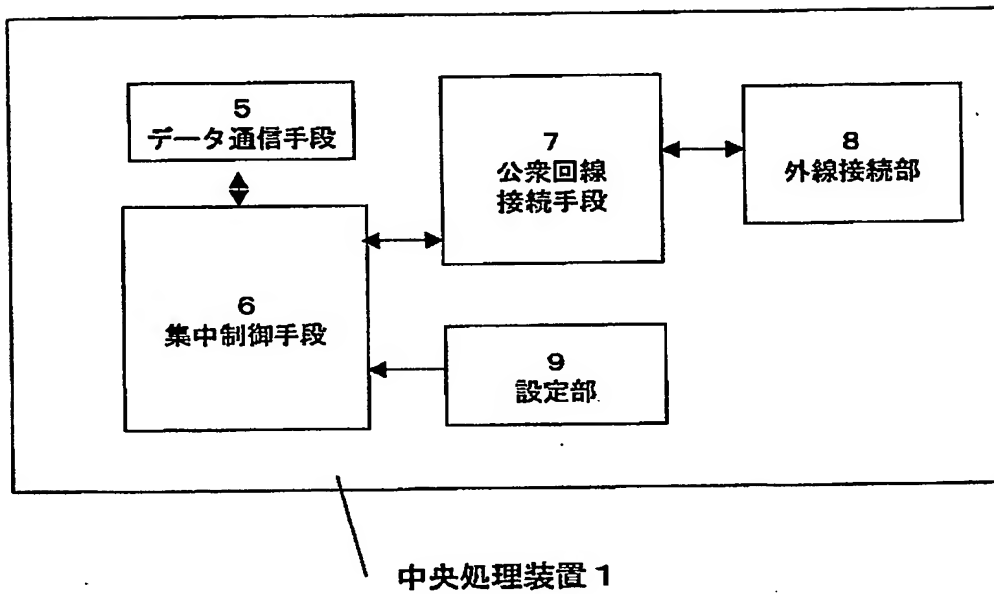 5
データ通信手段
7
公衆回線
接続手段
8
外線接続部
6
集中制御手段
9
設定部
中央処理装置1